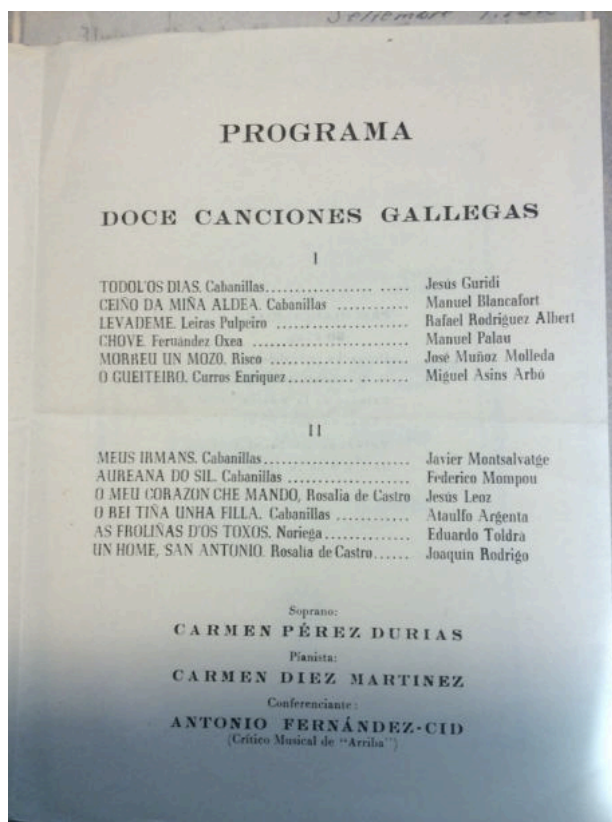 Setiembre
PROGRAMA
DOCE CANCIONES GALLEGAS
I
TODOL'OS DIAS. Cabanillas.................. ..... Jesús Guridi
CEIÑO DA MIÑA ALDEA. Cabanillas ............ Manuel Blancafort
LEVADEME. Leiras Pulpeiro ................... Rafael Rodríguez Albert
CHOVE. Fernández Oxea ...................... Manuel Palau
MORREU UN MOZO. Risco ..................... José Muñoz Molleda
O GUEITEIRO. Curros Enriquez........... ......... Miguel Asins Arbó
II
MEUS IRMANS. Cabanillas...................... Javier Montsalvatge
AUREANA DO SIL. Cabanillas ................... Federico Mompou
O MEU CORAZON CHE MANDO, Rosalia de Castro Jesús Leoz
O REI TIÑA UNHA FILLA. Cabanillas ............ Ataulfo Argenta
AS FROLIÑAS D'OS TOXOS. Noriega.............. Eduardo Toldrá
UN HOME, SAN ANTONIO. Rosalia de Castro...... Joaquín Rodrigo
Soprano:
CARMEN PÉREZ DURIAS
Pianista:
CARMEN DIEZ MARTINEZ
Conferenciante:
ANTONIO FERNÁNDEZ-CID
(Crítico Musical de "Arriba")